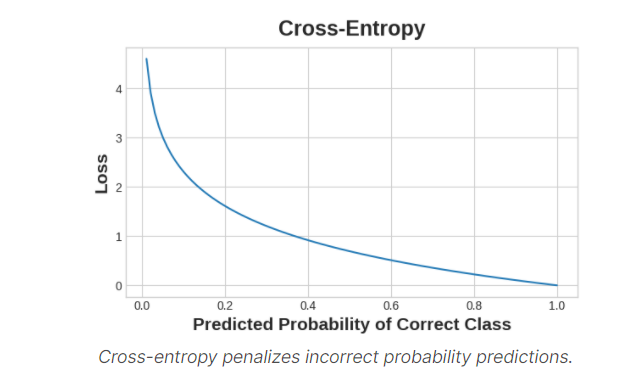 Cross-Entropy
4
3
2
1
0
Loss
0.0 0.2 0.4 0.6 0.8 1.0
Predicted Probability of Correct Class
Cross-entropy penalizes incorrect probability predictions.